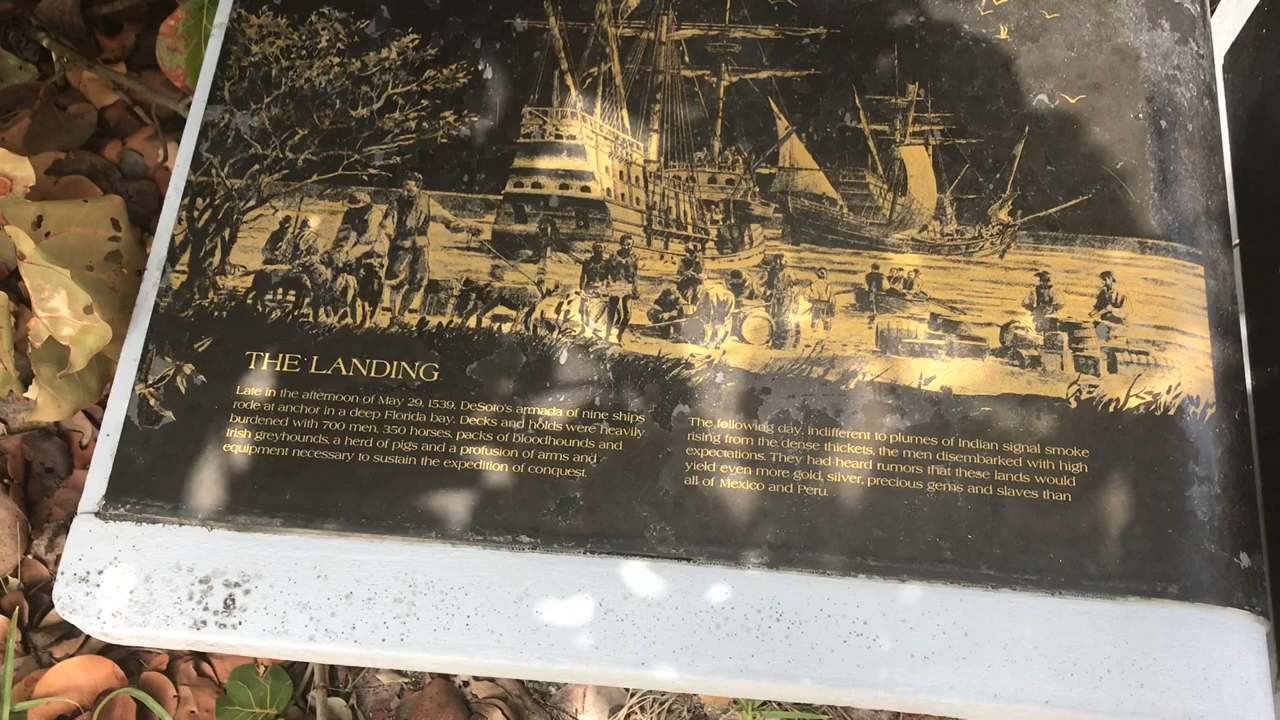 THE LANDING
Late in the afternoon of May 29, 1539, DeSoto's armada of nine ships
rode at anchor in a deep Florida bay. Decks and holds were heavily
burdened with 700 men, 350 horses, packs of bloodhounds and
Irish greyhounds, a herd of pigs and a profusion of arms and
equipment necessary to sustain the expedition of conquest.
The following day, indifferent to plumes of Indian signal smoke
rising from the dense thickets, the men disembarked with high
expectations. They had heard rumors that these lands would
yield even more gold, silver, precious gems and slaves than
all of Mexico and Peru.